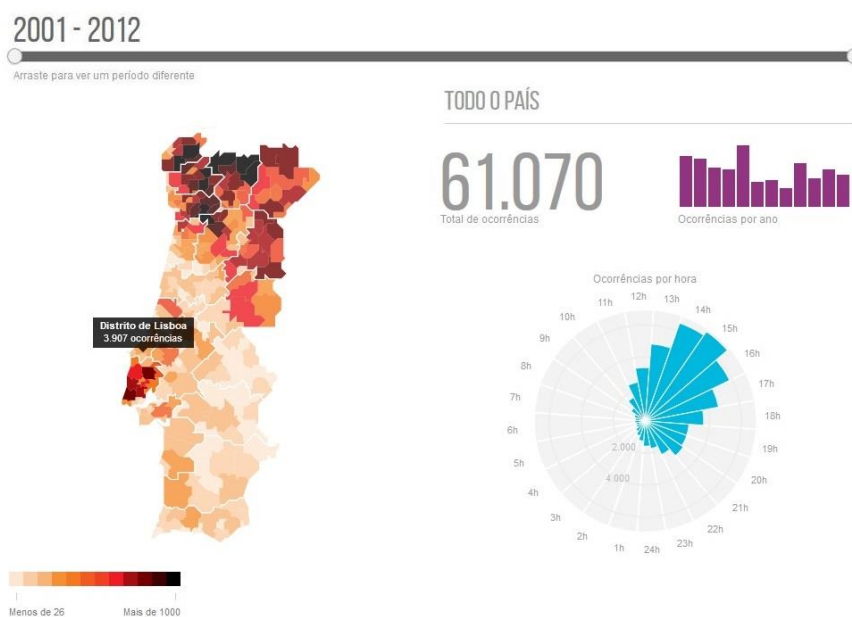 2001 - 2012
Arraste para ver um período diferente
TODO O PAÍS
61.070
Total de ocorrências
Ocorrências por ano
Distrito de Lisboa
3.907 ocorrências
Ocorrências por hora
12h
13h
14h
15h
16h
17h
18h
19h
20h
21h
22h
23h
24h
1h
2h
3h
4h
5h
6h
7h
8h
9h
10h
11h
2.000
4.000
Menos de 26
Mais de 1000